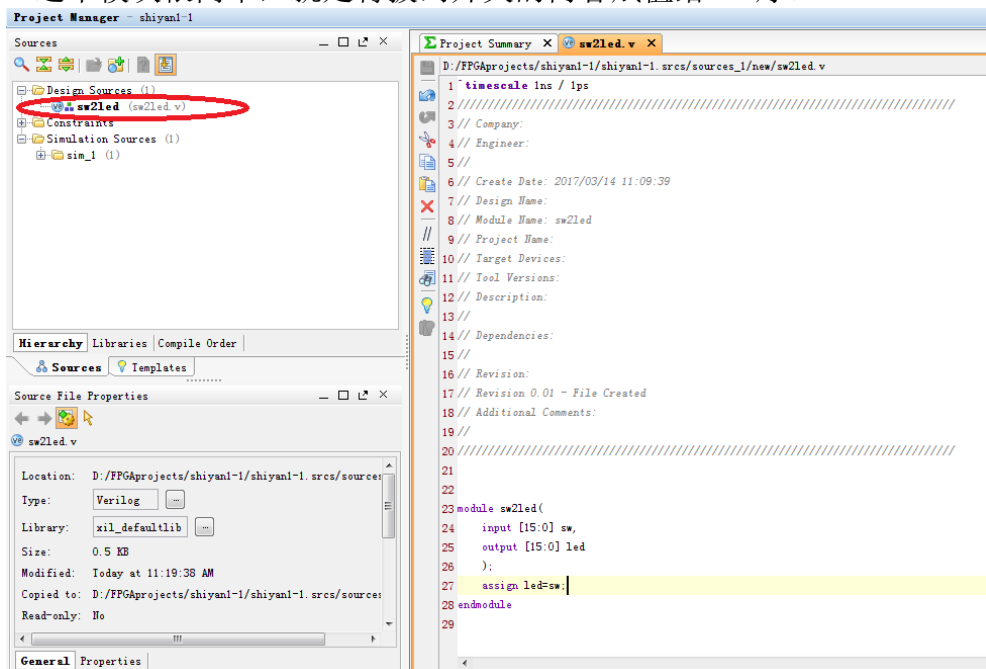 Project Manager - shiyan1-1
Sources
Design Sources (1)
sw2led (sw2led.v)
Constraints
Simulation Sources (1)
sim_1 (1)
Hierarchy Libraries Compile Order
Sources Templates
Source File Properties
sw2led.v
Location: D:/FPGAprojects/shiyan1-1/shiyan1-1.srcs/sources
Type: Verilog ...
Library: xil_defaultlib ...
Size: 0.5 KB
Modified: Today at 11:19:38 AM
Copied to: D:/FPGAprojects/shiyan1-1/shiyan1-1.srcs/sources
Read-only: No
General Properties
Σ Project Summary sw2led.v
D:/FPGAprojects/shiyan1-1/shiyan1-1.srcs/sources_1/new/sw2led.v
1 `timescale 1ns / 1ps
2 //////////////////////////////////////////////////////////////////////////////////
3 // Company:
4 // Engineer:
5 //
6 // Create Date: 2017/03/14 11:09:39
7 // Design Name:
8 // Module Name: sw2led
9 // Project Name:
10 // Target Devices:
11 // Tool Versions:
12 // Description:
13 //
14 // Dependencies:
15 //
16 // Revision:
17 // Revision 0.01 - File Created
18 // Additional Comments:
19 //
20 //////////////////////////////////////////////////////////////////////////////////
21
22
23 module sw2led(
24 input [15:0] sw,
25 output [15:0] led
26 );
27 assign led=sw;
28 endmodule
29